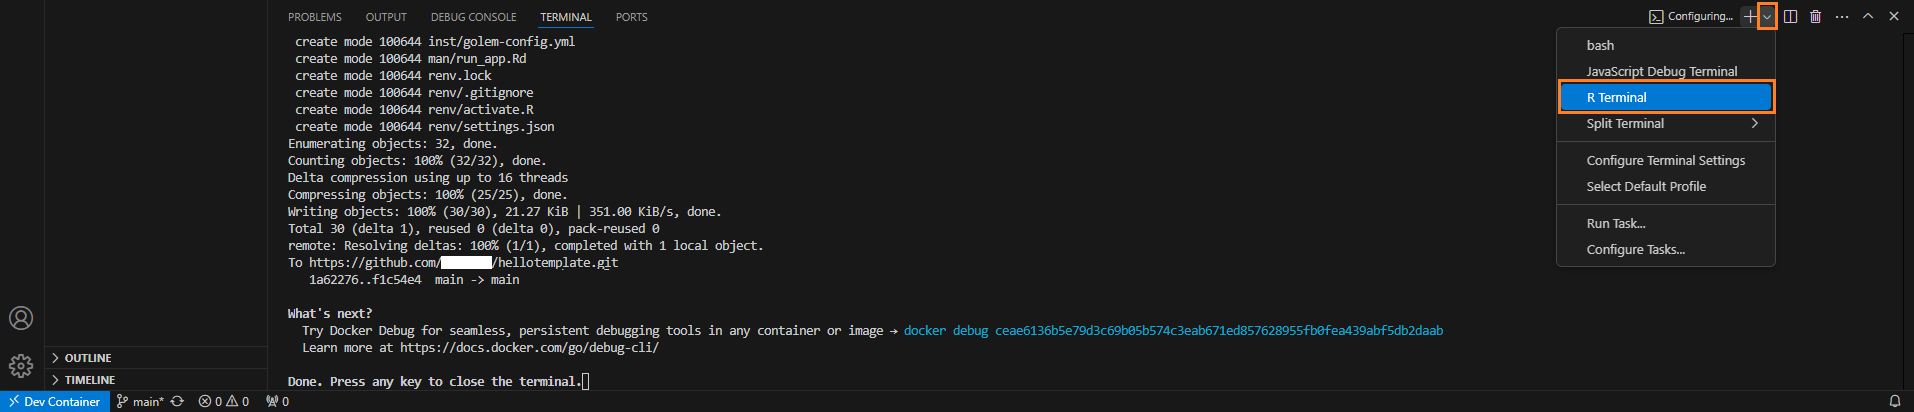 PROBLEMS OUTPUT DEBUG CONSOLE TERMINAL PORTS
Configuring...
create mode 100644 inst/golem-config.yml
create mode 100644 man/run_app.Rd
create mode 100644 renv.lock
create mode 100644 renv/.gitignore
create mode 100644 renv/activate.R
create mode 100644 renv/settings.json
Enumerating objects: 32, done.
Counting objects: 100% (32/32), done.
Delta compression using up to 16 threads
Compressing objects: 100% (25/25), done.
Writing objects: 100% (30/30), 21.27 KiB | 351.00 KiB/s, done.
Total 30 (delta 1), reused 0 (delta 0), pack-reused 0
remote: Resolving deltas: 100% (1/1), completed with 1 local object.
To https://github.com/ /hellotemplate.git
1a62276..f1c54e4 main -> main
What's next?
Try Docker Debug for seamless, persistent debugging tools in any container or image → docker debug ceae6136b5e79d3c69b05b574c3eab671ed857628955fb0fea439abf5db2daab
Learn more at https://docs.docker.com/go/debug-cli/
Done. Press any key to close the terminal.
bash
JavaScript Debug Terminal
R Terminal
Split Terminal
Configure Terminal Settings
Select Default Profile
Run Task...
Configure Tasks...
OUTLINE
TIMELINE
Dev Container main* 0 0 0